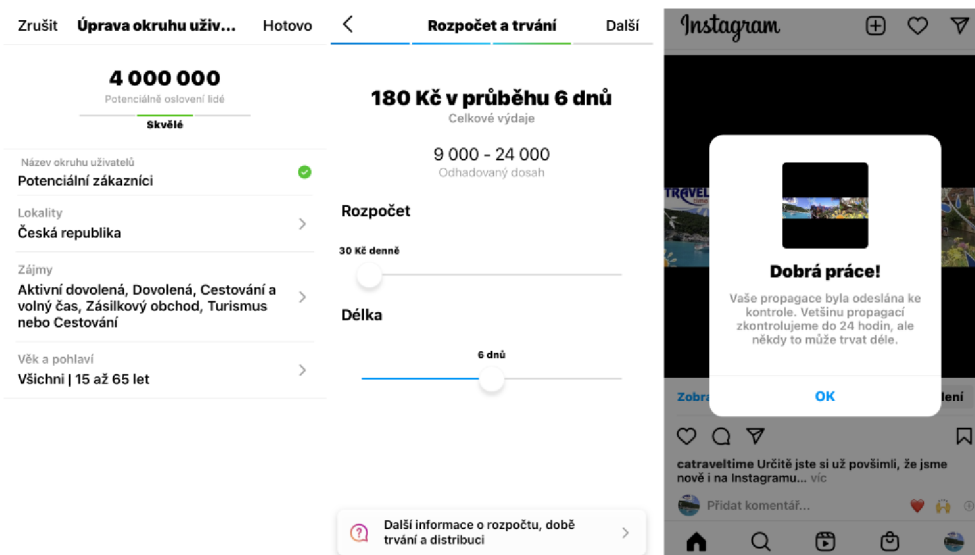 Zrušit Úprava okruhu uživ... Hotovo
4 000 000
Potenciálně oslovení lidé
Skvělé
Název okruhu uživatelů
Potenciální zákazníci
Lokality
Česká republika
Zájmy
Aktivní dovolená, Dovolená, Cestování a
volný čas, Zásilkový obchod, Turismus
nebo Cestování
Věk a pohlaví
Všichni | 15 až 65 let
Rozpočet a trvání Další
180 Kč v průběhu 6 dnů
Celkové výdaje
9 000 - 24 000
Odhadovaný dosah
Rozpočet
30 Kč denně
Délka
6 dnů
Další informace o rozpočtu, době
trvání a distribuci
Instagram
TRAVEL
Dobrá práce!
Vaše propagace byla odeslána ke
kontrole. Vetšinu propagací
zkontrolujeme do 24 hodin, ale
někdy to může trvat déle.
OK
Zobra
lení
catraveltime Určitě jste si už povšimli, že jsme
nově i na Instagramu... víc
Přidat komentář...